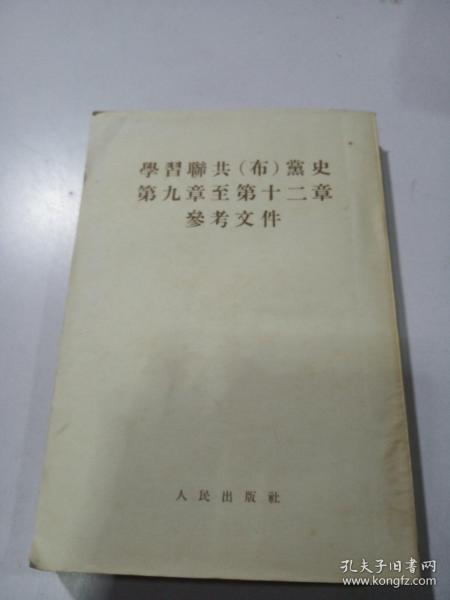 學習聯共(布)黨史
第九章至第十二章
參考文件
人民出版社
孔夫子旧书网
www.kongfz.com